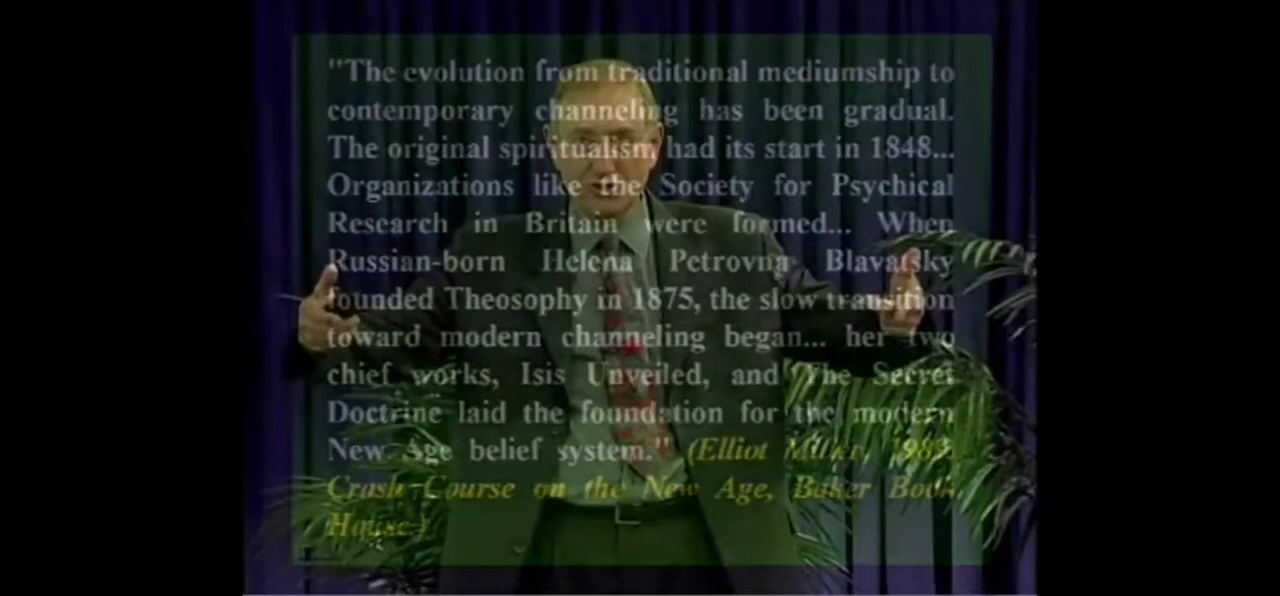 "The evolution from traditional mediumship to
contemporary channeling has been gradual.
The original spiritualism had its start in 1848...
Organizations like the Society for Psychical
Research in Britain were formed... When
Russian-born Helena Petrovna Blavatsky
founded Theosophy in 1875, the slow transition
toward modern channeling began... her two
chief works, Isis Unveiled, and The Secret
Doctrine laid the foundation for the modern
New Age belief system." (Elliot Miller,
Crash Course on the New Age, Baker Book
House.)